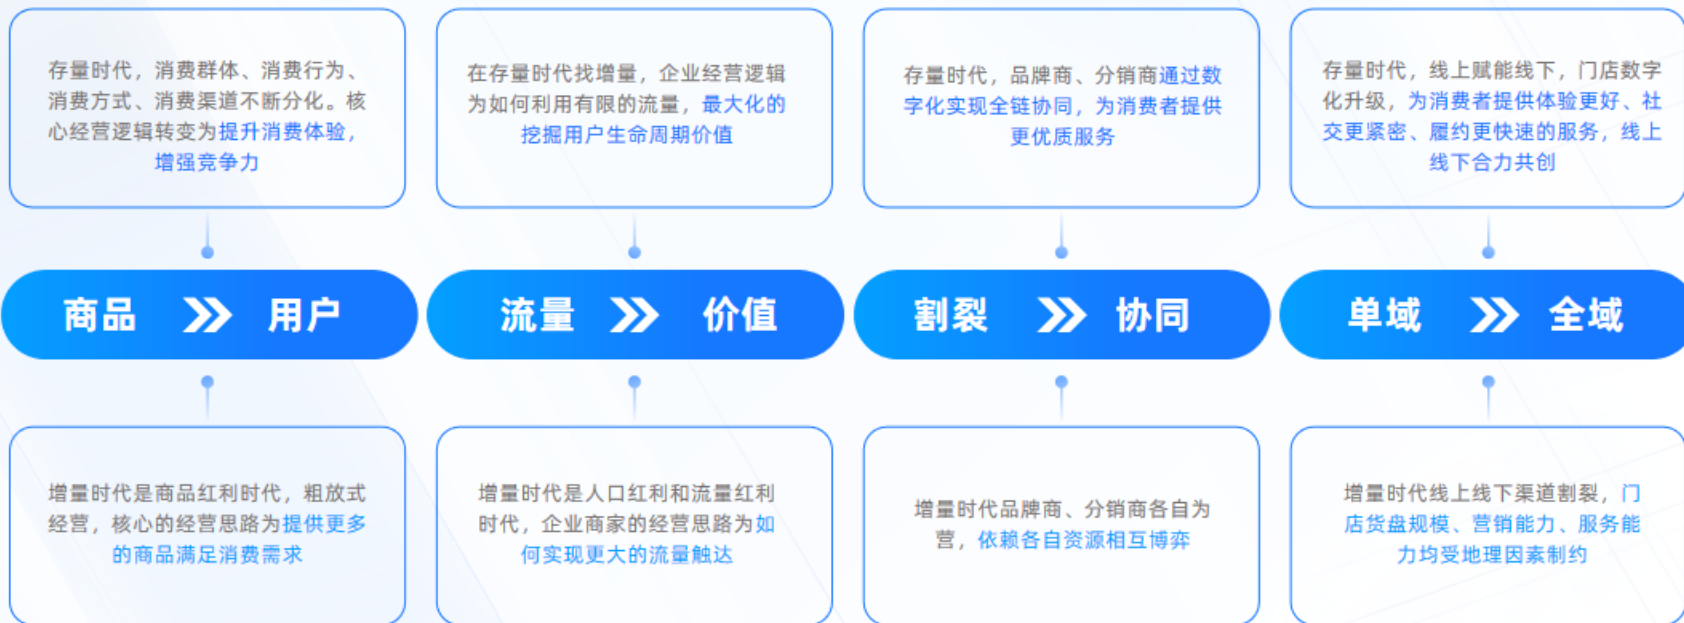 存量时代，消费群体、消费行为、
消费方式、消费渠道不断分化。核
心经营逻辑转变为提升消费体验，
增强竞争力
在存量时代找增量，企业经营逻辑
为如何利用有限的流量，最大化的
挖掘用户生命周期价值
存量时代，品牌商、分销商通过数
字化实现全链协同，为消费者提供
更优质服务
存量时代，线上赋能线下，门店数字
化升级，为消费者提供体验更好、社
交更紧密、履约更快速的服务，线上
线下合力共创
商品 用户
流量 价值
割裂 协同
单域 全域
增量时代是商品红利时代，粗放式
经营，核心的经营思路为提供更多
的商品满足消费需求
增量时代是人口红利和流量红利
时代，企业商家的经营思路为如
何实现更大的流量触达
增量时代品牌商、分销商各自为
营，依赖各自资源相互博弈
增量时代线上线下渠道割裂，门
店货盘规模、营销能力、服务能
力均受地理因素制约